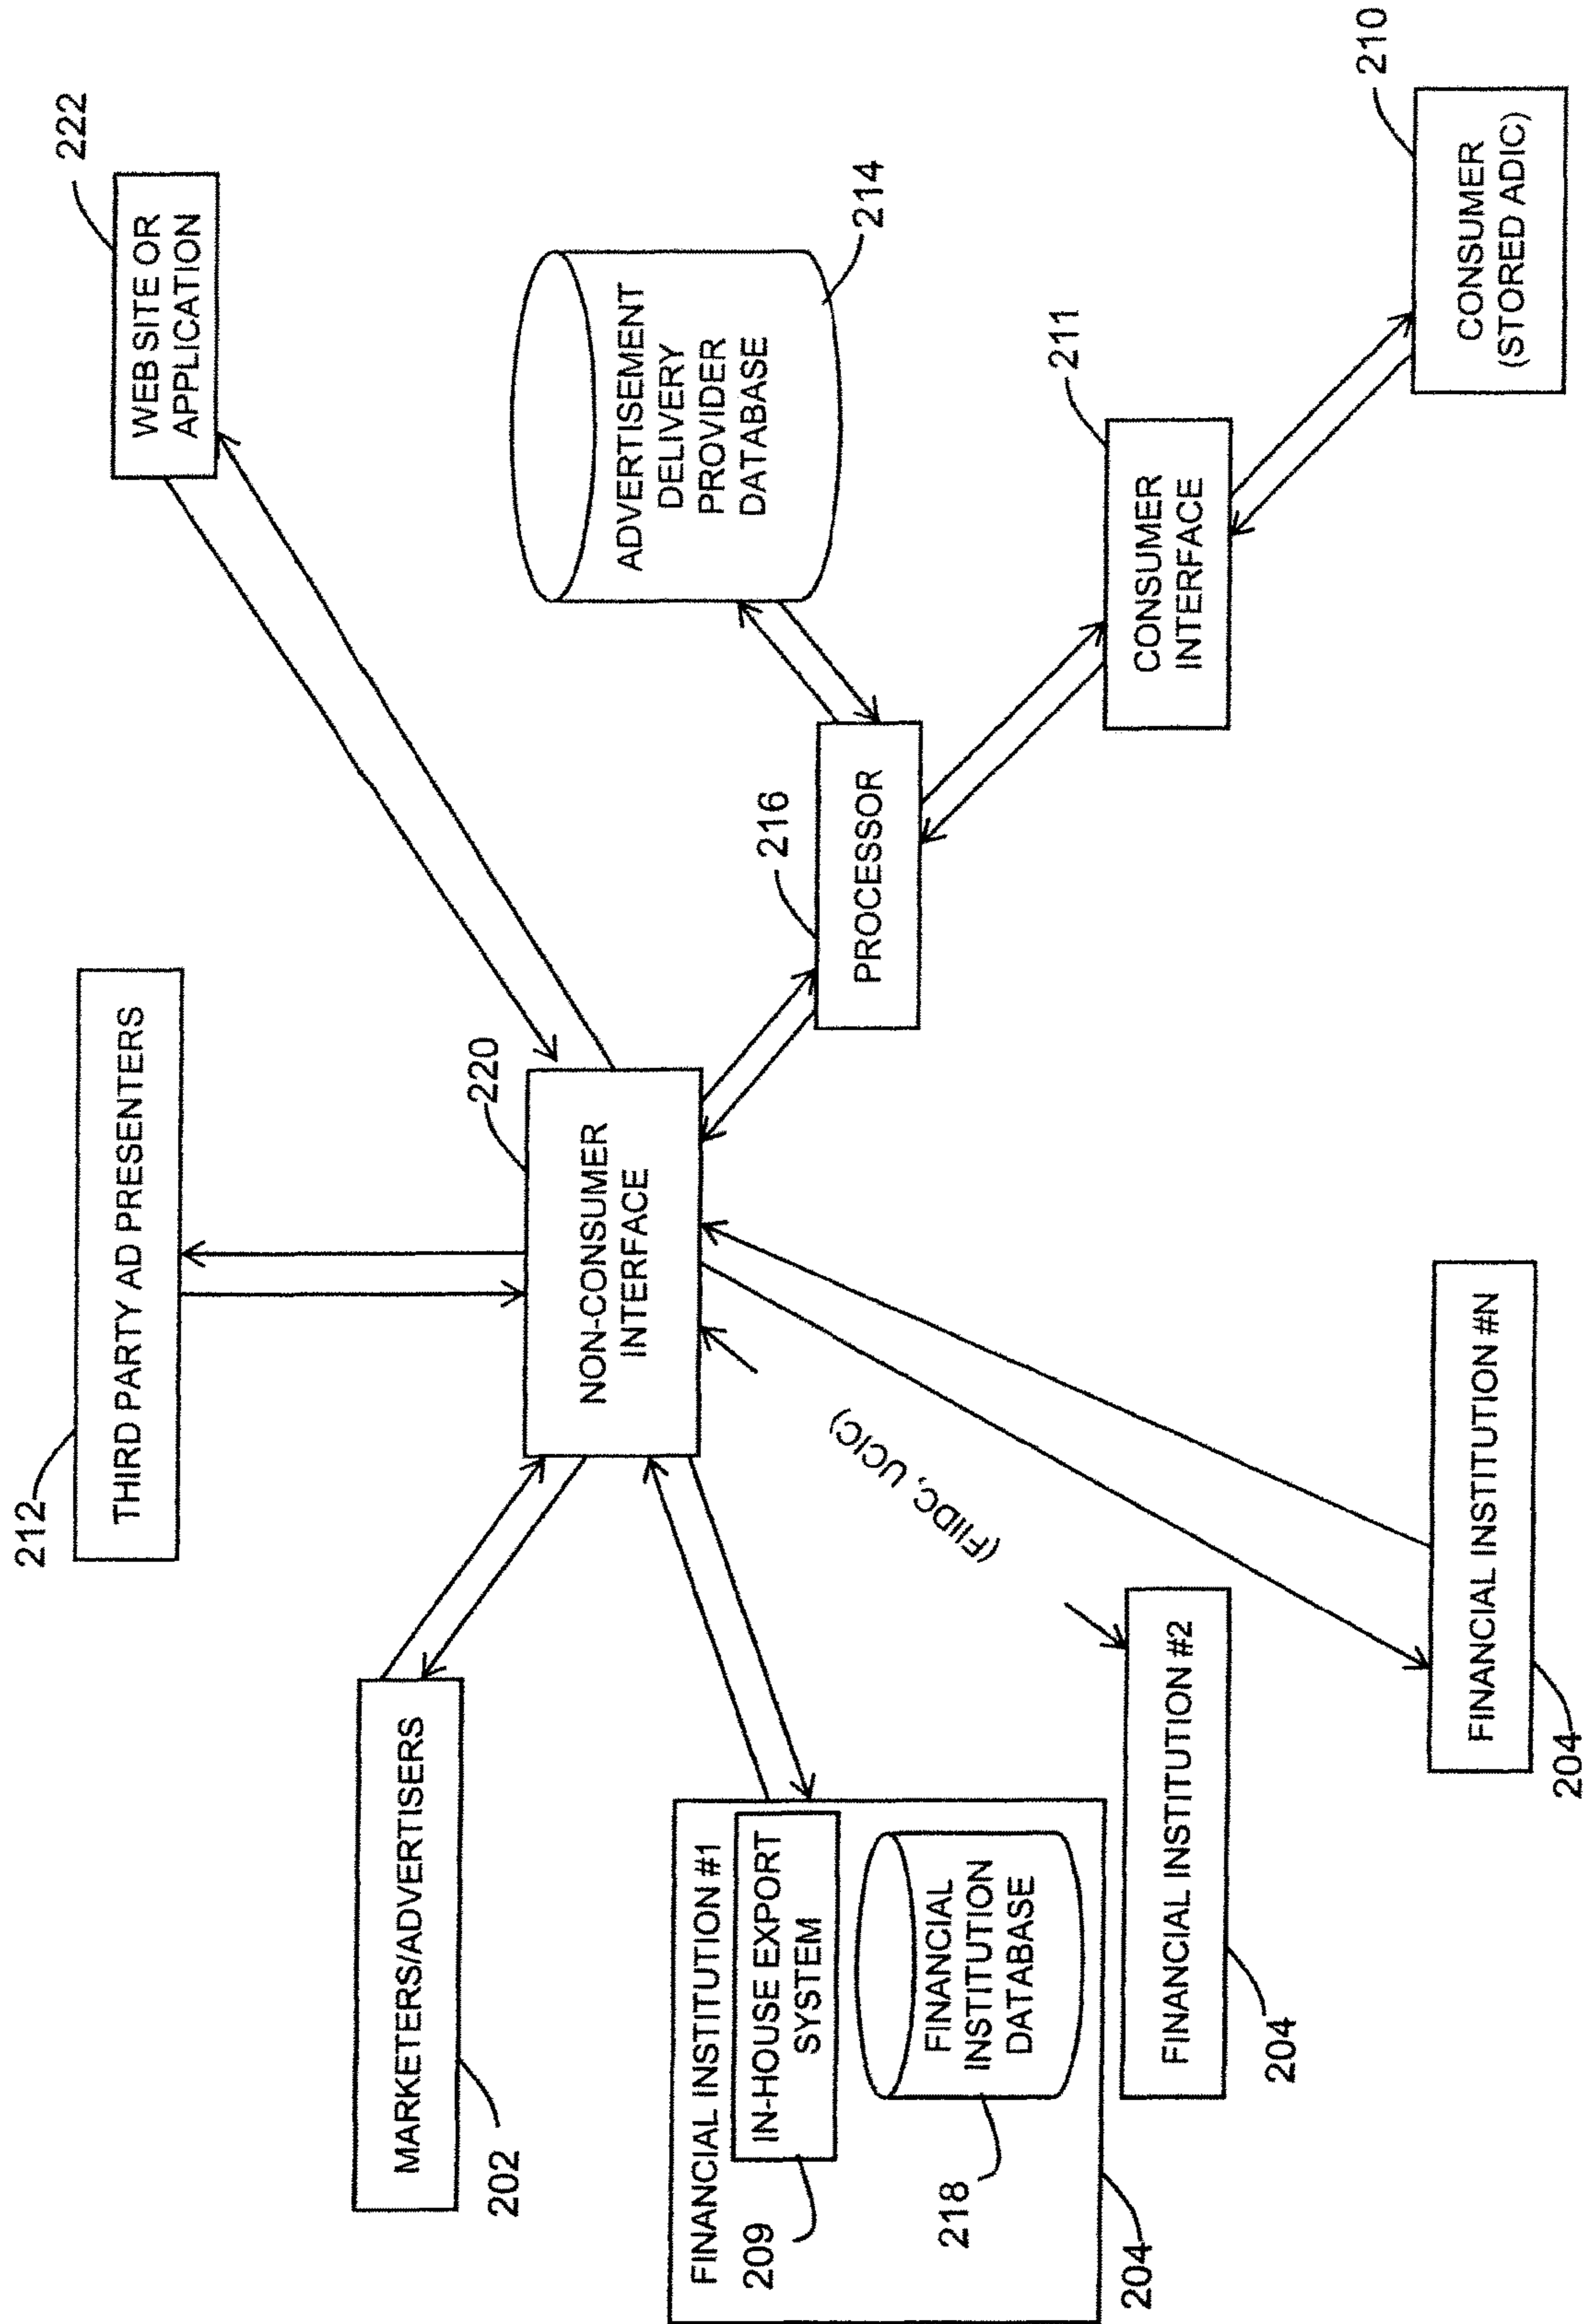 212
THIRD PARTY AD PRESENTERS
222
WEB SITE OR
APPLICATION
MARKETERS/ADVERTISERS
202
220
NON-CONSUMER
INTERFACE
ADVERTISEMENT
DELIVERY
PROVIDER
DATABASE
214
216
PROCESSOR
FINANCIAL INSTITUTION #1
IN-HOUSE EXPORT
SYSTEM
209
FINANCIAL
INSTITUTION
DATABASE
218
204
(FIIDC, UCIC)
211
CONSUMER
INTERFACE
FINANCIAL INSTITUTION #2
204
FINANCIAL INSTITUTION #N
204
210
CONSUMER
(STORED ADIC)